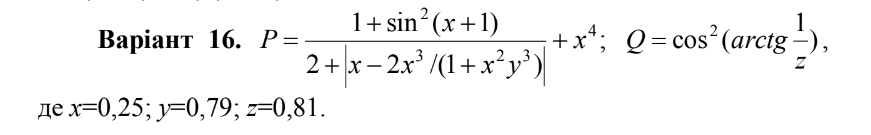 Варіант 16. P = (1 + sin²(x + 1)) / (2 + |x − 2x³ /(1 + x²y³)|) + x⁴; Q = cos²(arctg 1/z),
де x=0,25; y=0,79; z=0,81.